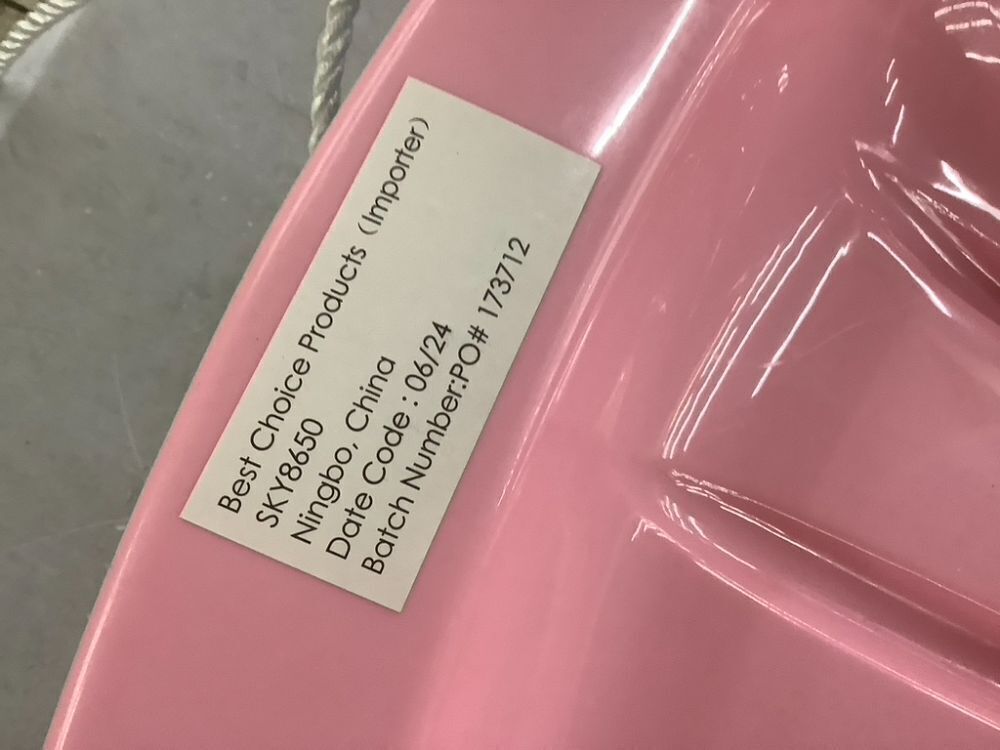 Best Choice Products (Importer)
SKY8650
Ningbo, China
Date Code : 06/24
Batch Number:PO# 173712